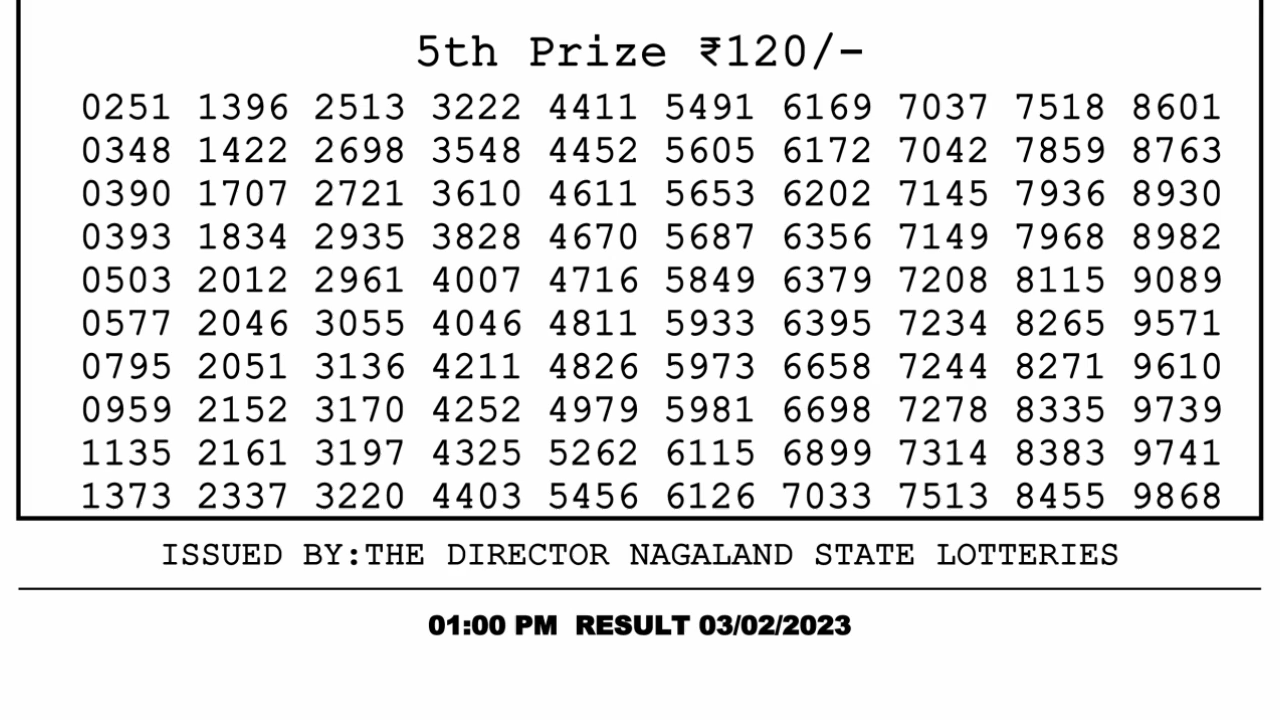 5th Prize ₹120/-
0251 1396 2513 3222 4411 5491 6169 7037 7518 8601
0348 1422 2698 3548 4452 5605 6172 7042 7859 8763
0390 1707 2721 3610 4611 5653 6202 7145 7936 8930
0393 1834 2935 3828 4670 5687 6356 7149 7968 8982
0503 2012 2961 4007 4716 5849 6379 7208 8115 9089
0577 2046 3055 4046 4811 5933 6395 7234 8265 9571
0795 2051 3136 4211 4826 5973 6658 7244 8271 9610
0959 2152 3170 4252 4979 5981 6698 7278 8335 9739
1135 2161 3197 4325 5262 6115 6899 7314 8383 9741
1373 2337 3220 4403 5456 6126 7033 7513 8455 9868
ISSUED BY:THE DIRECTOR NAGALAND STATE LOTTERIES
01:00 PM RESULT 03/02/2023